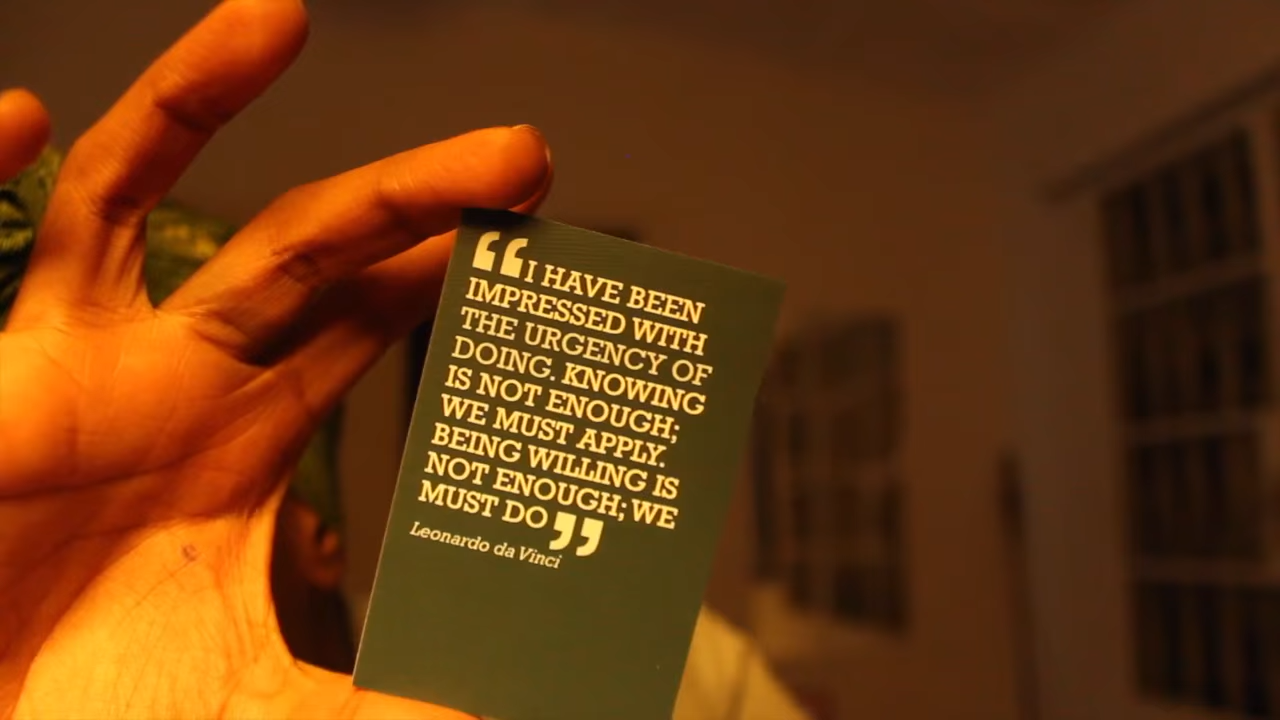 “I HAVE BEEN
IMPRESSED WITH
THE URGENCY OF
DOING. KNOWING
IS NOT ENOUGH;
WE MUST APPLY.
BEING WILLING IS
NOT ENOUGH; WE
MUST DO”
Leonardo da Vinci